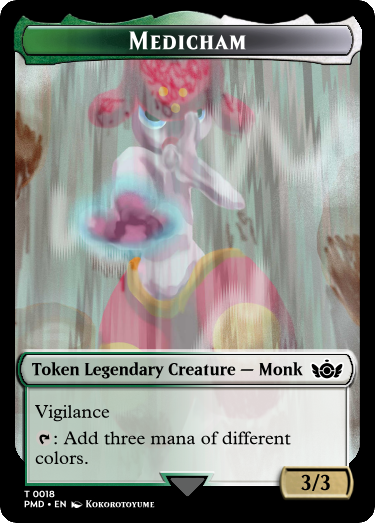 Medicham
Token Legendary Creature — Monk
Vigilance
: Add three mana of different
colors.
3/3
T 0018
PMD • EN Kokorotoyume